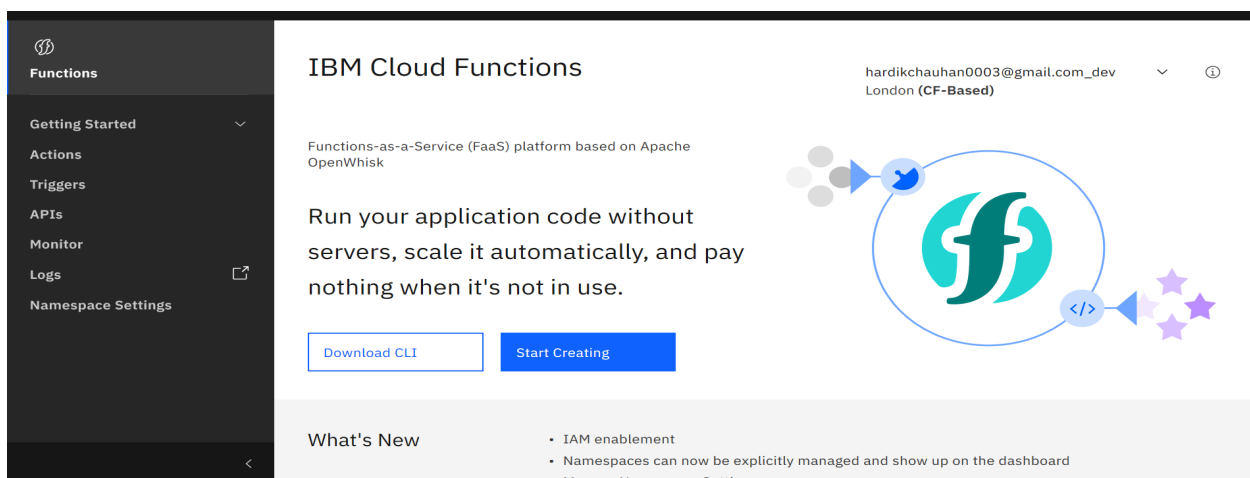 Functions
Getting Started
Actions
Triggers
APIs
Monitor
Logs
Namespace Settings
IBM Cloud Functions
hardikchauhan0003@gmail.com_dev
London (CF-Based)
Functions-as-a-Service (FaaS) platform based on Apache
OpenWhisk
Run your application code without
servers, scale it automatically, and pay
nothing when it's not in use.
Download CLI
Start Creating
</>
What's New
• IAM enablement
• Namespaces can now be explicitly managed and show up on the dashboard